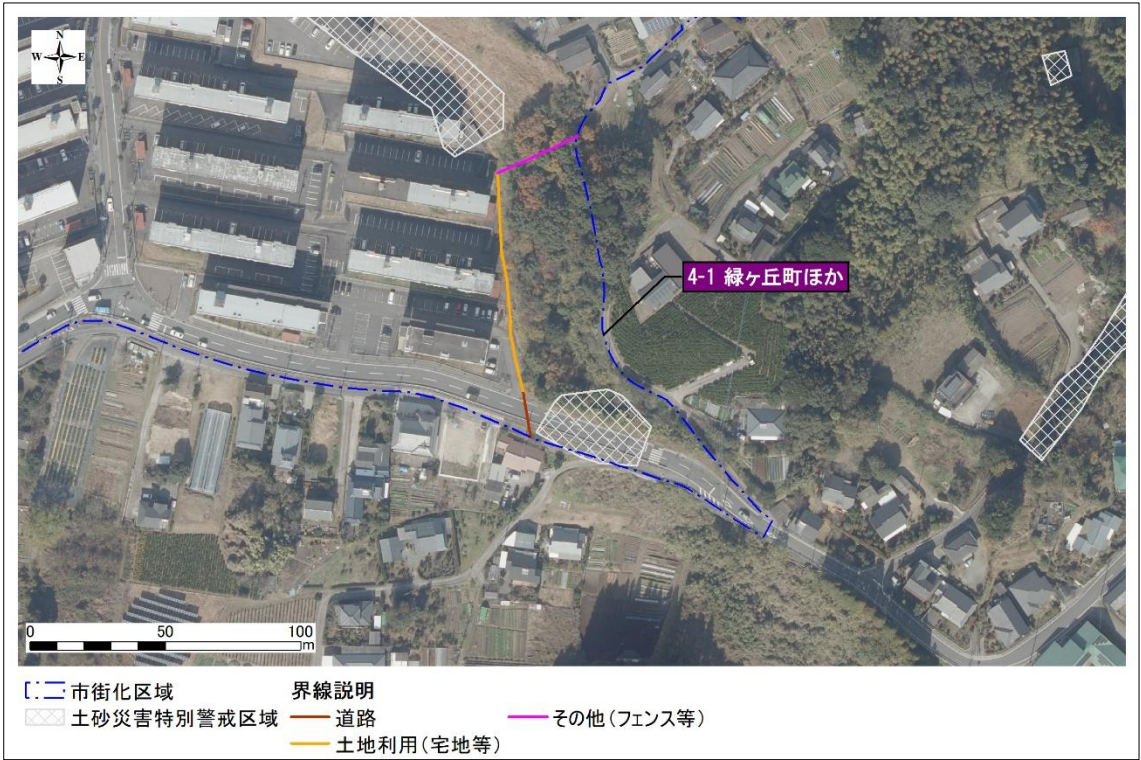 N
W E
S
4-1 緑ヶ丘町ほか
0 50 100
m
市街化区域
界線説明
土砂災害特別警戒区域
道路
その他(フェンス等)
土地利用(宅地等)